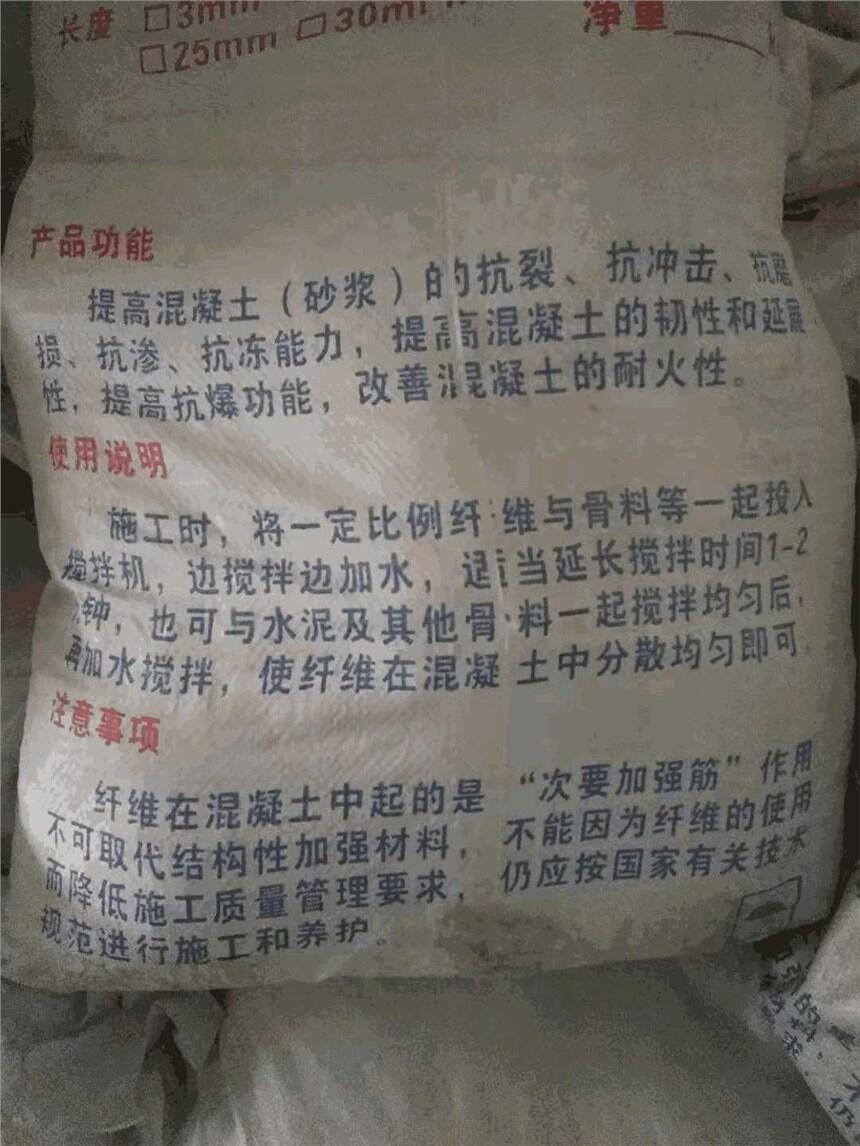 长度 □3mm
□25mm □30mm
净重
产品功能
提高混凝土（砂浆）的抗裂、抗冲击、抗磨
损、抗渗、抗冻能力，提高混凝土的韧性和延展
性，提高抗爆功能，改善混凝土的耐火性。
使用说明
施工时，将一定比例纤维与骨料等一起投入
搅拌机，边搅拌边加水，适当延长搅拌时间1-2
钟，也可与水泥及其他骨料一起搅拌均匀后，
再加水搅拌，使纤维在混凝土中分散均匀即可
注意事项
纤维在混凝土中起的是“次要加强筋”作用
不可取代结构性加强材料，不能因为纤维的使用
而降低施工质量管理要求，仍应按国家有关技术
规范进行施工和养护。